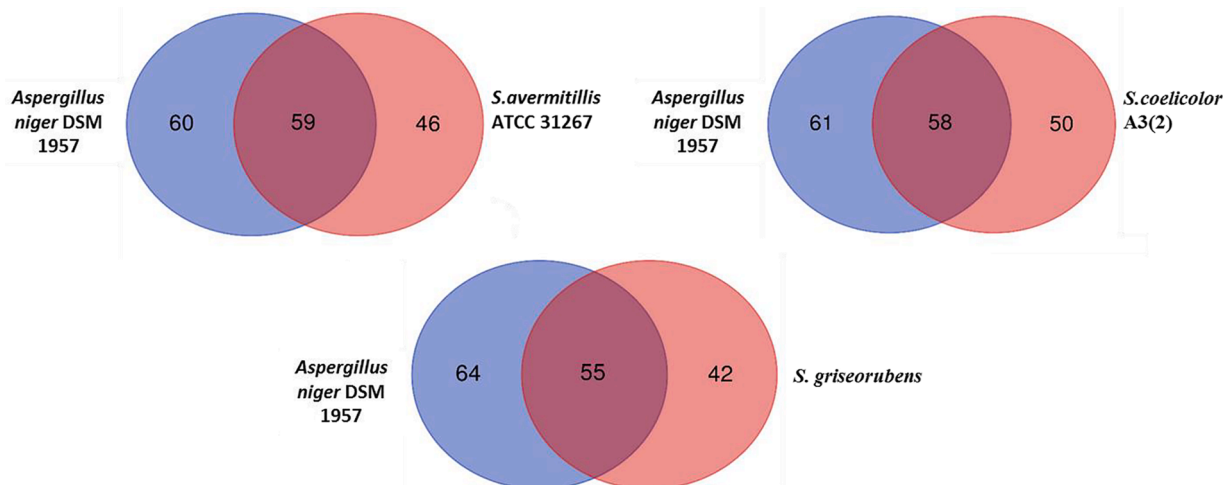 Aspergillus
niger DSM
1957
60
59
46
S.avermitillis
ATCC 31267
Aspergillus
niger DSM
1957
61
58
50
S.coelicolor
A3(2)
Aspergillus
niger DSM
1957
64
55
42
S. griseorubens